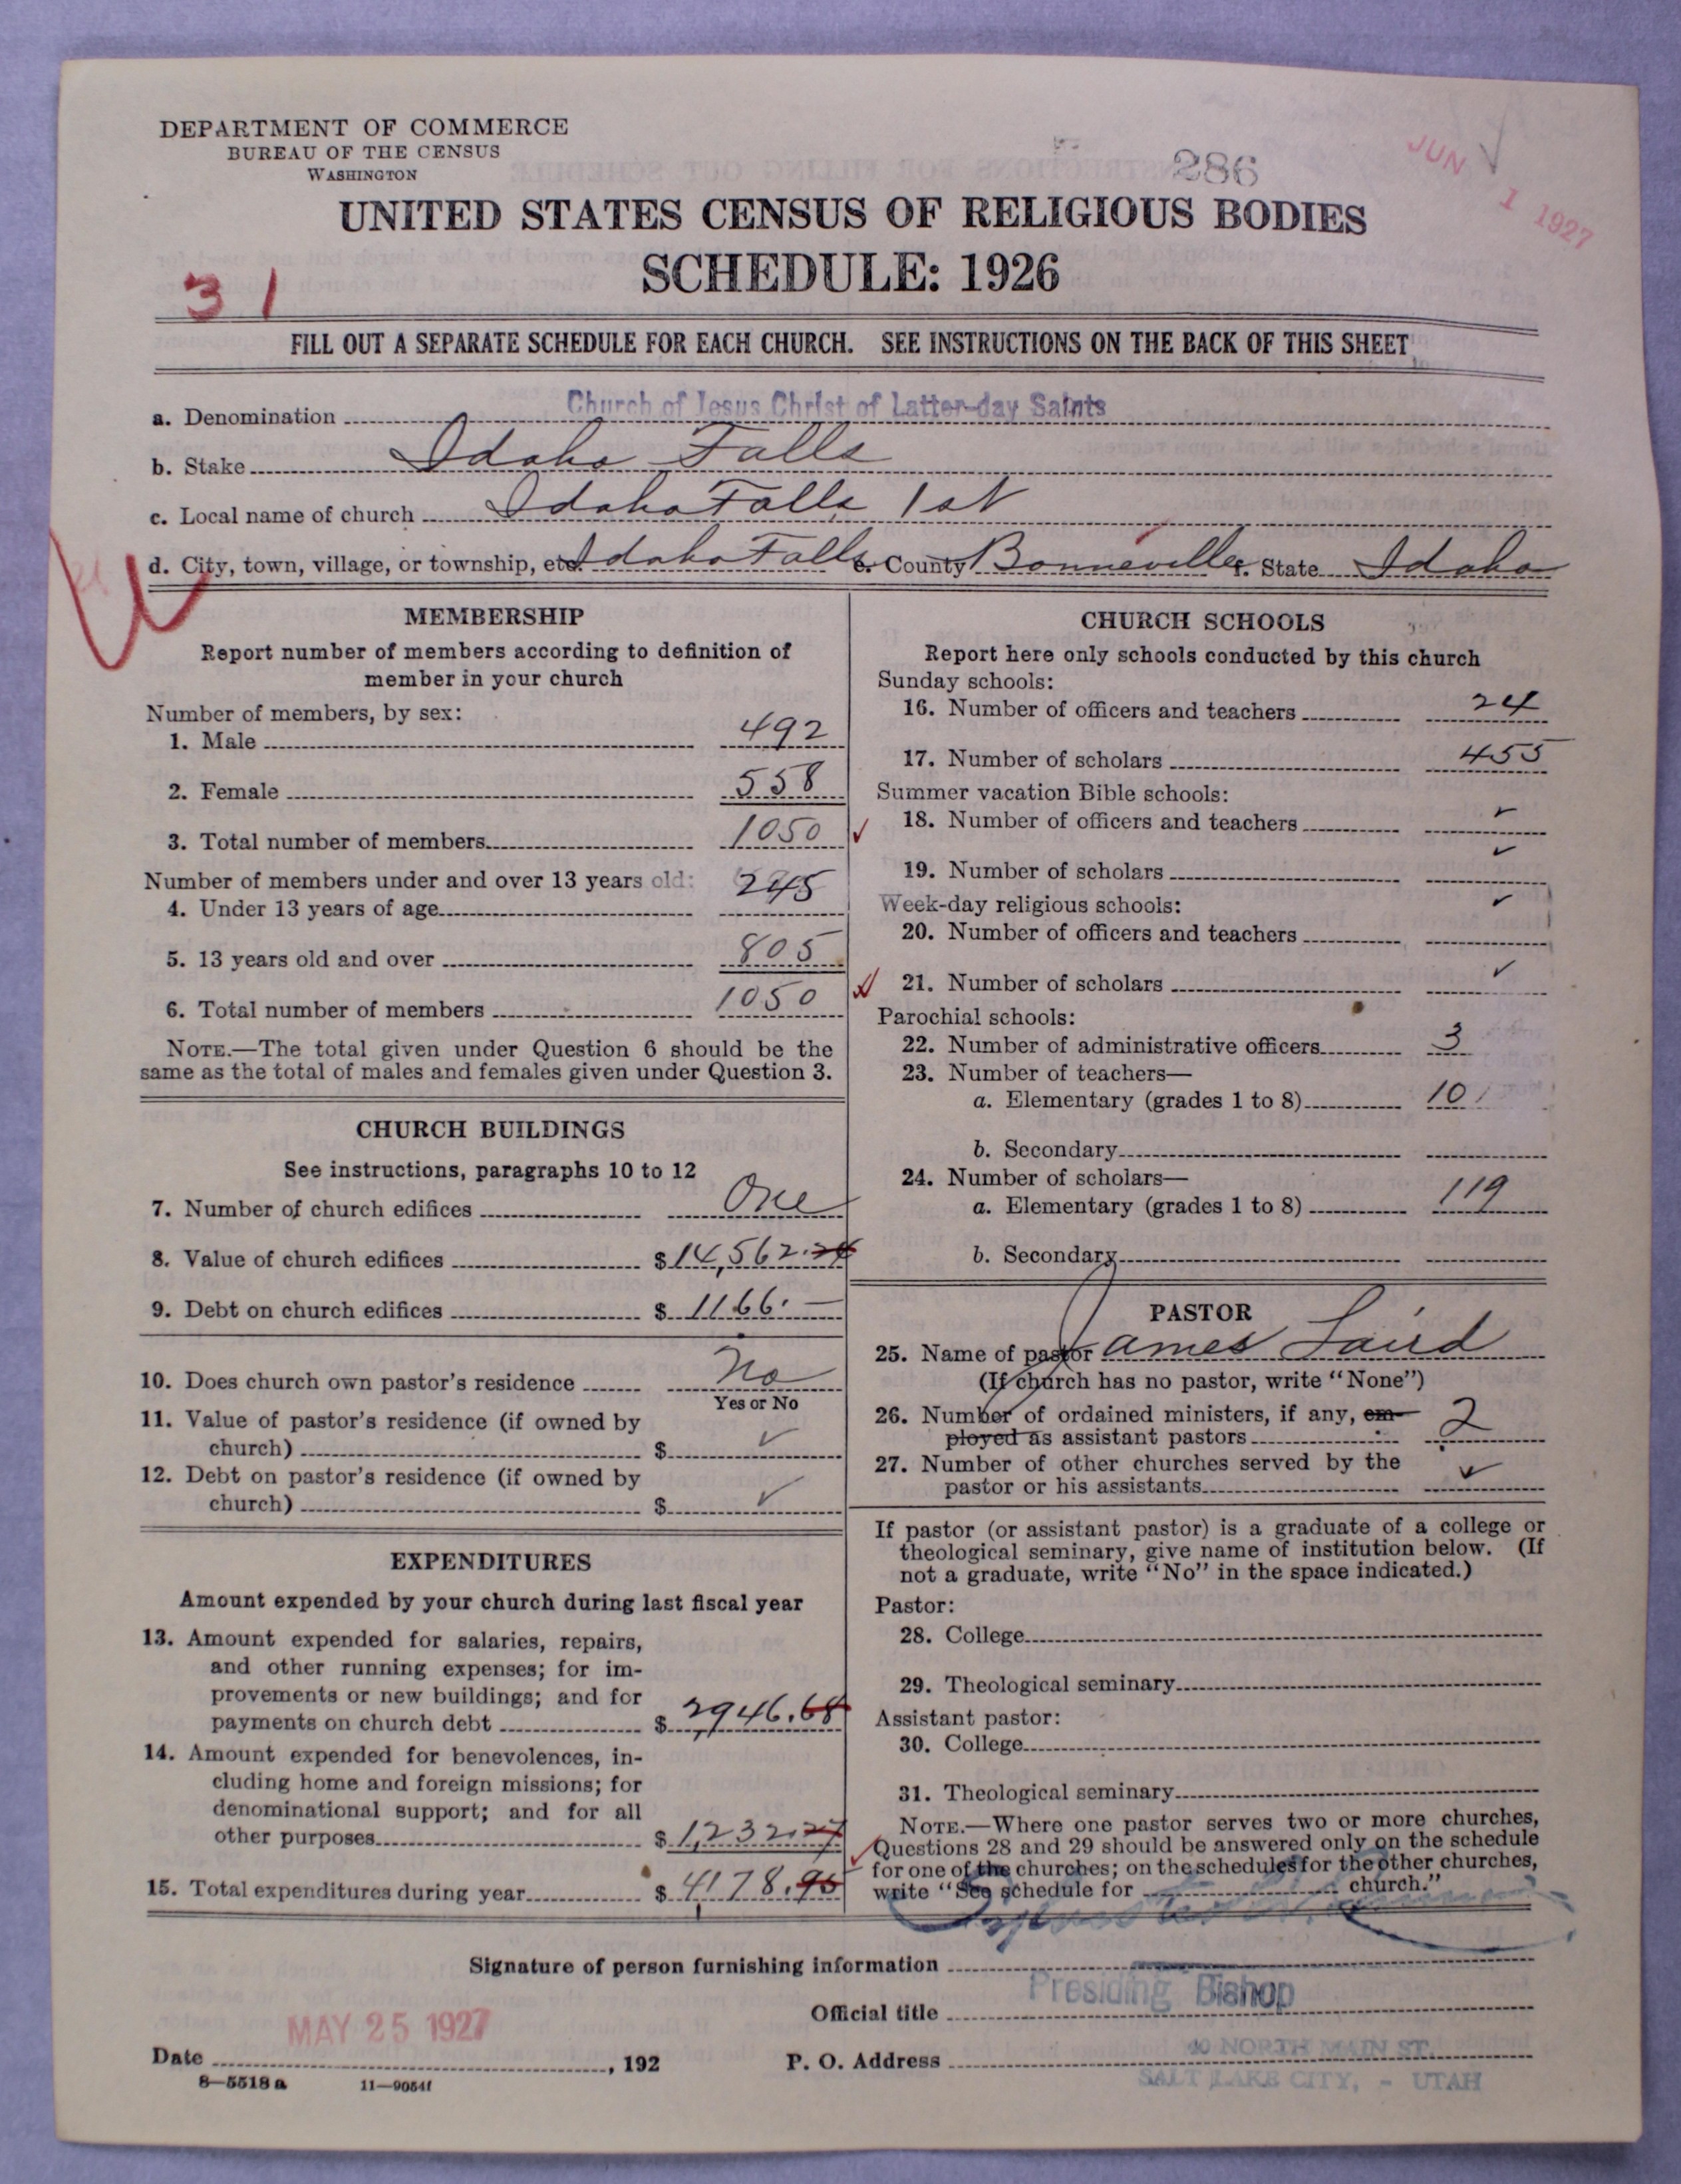 DEPARTMENT OF COMMERCE
BUREAU OF THE CENSUS
WASHINGTON
286
JUN 1 1927
UNITED STATES CENSUS OF RELIGIOUS BODIES
SCHEDULE: 1926
31
FILL OUT A SEPARATE SCHEDULE FOR EACH CHURCH. SEE INSTRUCTIONS ON THE BACK OF THIS SHEET
a. Denomination Church of Jesus Christ of Latter-day Saints
b. Stake Idaho Falls
c. Local name of church Idaho Falls 1st
d. City, town, village, or township, etc. Idaho Falls e. County Bonneville f. State Idaho
MEMBERSHIP
Report number of members according to definition of
member in your church
Number of members, by sex:
1. Male 492
2. Female 558
3. Total number of members 1050
Number of members under and over 13 years old:
4. Under 13 years of age 245
5. 13 years old and over 805
6. Total number of members 1050
NOTE.—The total given under Question 6 should be the
same as the total of males and females given under Question 3.
CHURCH BUILDINGS
See instructions, paragraphs 10 to 12
7. Number of church edifices One
8. Value of church edifices $14,562.24
9. Debt on church edifices $1166.—
10. Does church own pastor's residence No
Yes or No
11. Value of pastor's residence (if owned by
church) $ ✓
12. Debt on pastor's residence (if owned by
church) $ ✓
EXPENDITURES
Amount expended by your church during last fiscal year
13. Amount expended for salaries, repairs,
and other running expenses; for im-
provements or new buildings; and for
payments on church debt $2946.68
14. Amount expended for benevolences, in-
cluding home and foreign missions; for
denominational support; and for all
other purposes $1,232.27
15. Total expenditures during year $4178.95
CHURCH SCHOOLS
Report here only schools conducted by this church
Sunday schools:
16. Number of officers and teachers 24
17. Number of scholars 455
Summer vacation Bible schools:
18. Number of officers and teachers ✓
19. Number of scholars ✓
Week-day religious schools:
20. Number of officers and teachers ✓
21. Number of scholars ✓
Parochial schools:
22. Number of administrative officers 3
23. Number of teachers—
a. Elementary (grades 1 to 8) 10
b. Secondary
24. Number of scholars—
a. Elementary (grades 1 to 8) 119
b. Secondary
PASTOR
25. Name of pastor James Laird
(If church has no pastor, write "None")
26. Number of ordained ministers, if any, em-
ployed as assistant pastors 2
27. Number of other churches served by the
pastor or his assistants ✓
If pastor (or assistant pastor) is a graduate of a college or
theological seminary, give name of institution below. (If
not a graduate, write "No" in the space indicated.)
Pastor:
28. College
29. Theological seminary
Assistant pastor:
30. College
31. Theological seminary
NOTE.—Where one pastor serves two or more churches,
Questions 28 and 29 should be answered only on the schedule
for one of the churches; on the schedules for the other churches,
write "See schedule for church."
Signature of person furnishing information
Official title Presiding Bishop
Date MAY 25 1927, 192
P. O. Address 40 NORTH MAIN ST.
SALT LAKE CITY, - UTAH
8—5518a 11—9054f